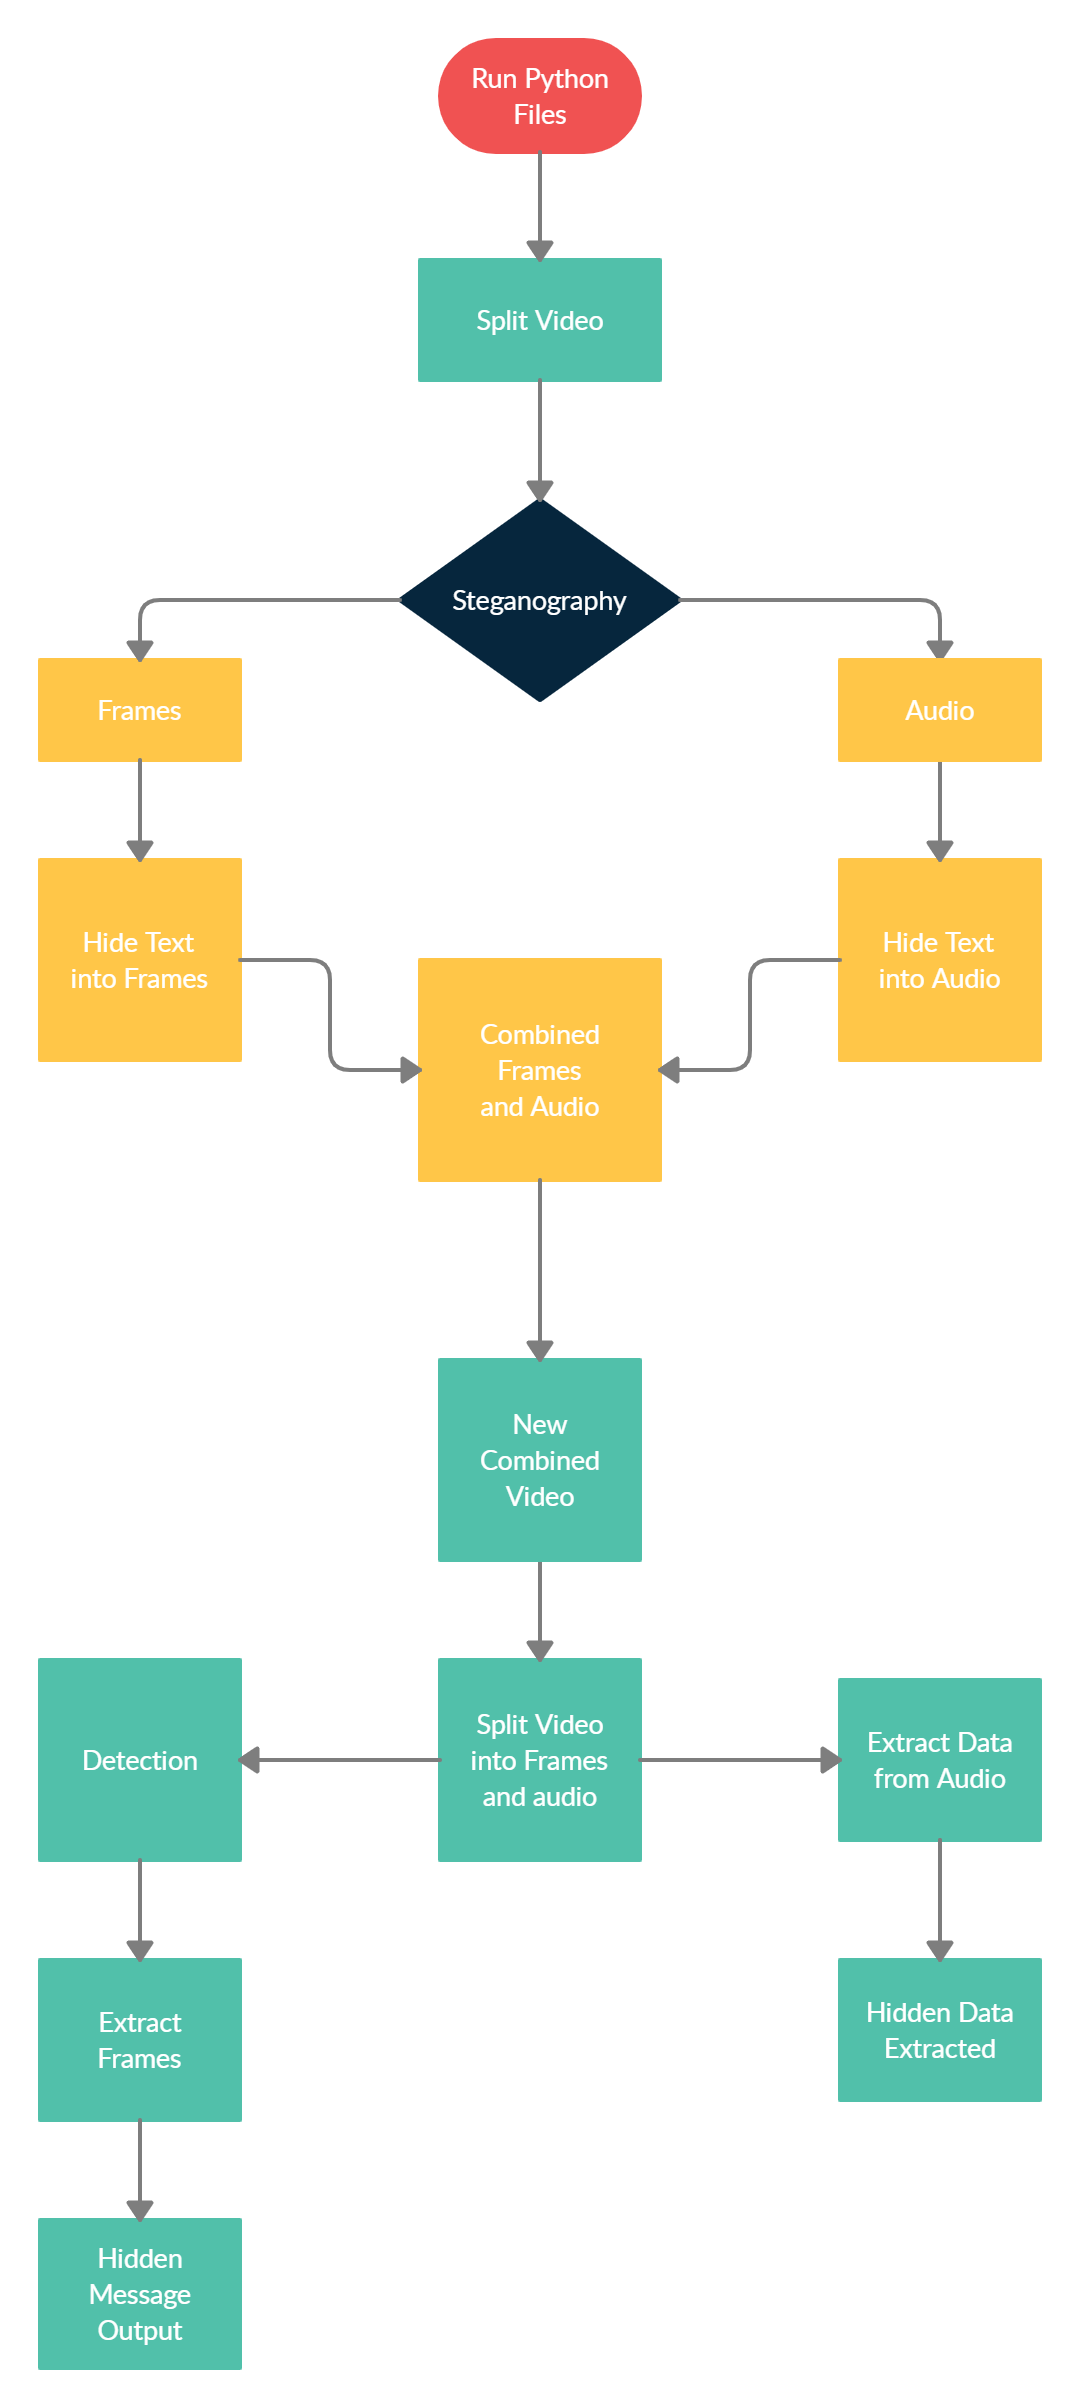 Run Python
Files
Split Video
Steganography
Frames
Audio
Hide Text
into Frames
Hide Text
into Audio
Combined
Frames
and Audio
New
Combined
Video
Detection
Split Video
into Frames
and audio
Extract Data
from Audio
Extract
Frames
Hidden Data
Extracted
Hidden
Message
Output